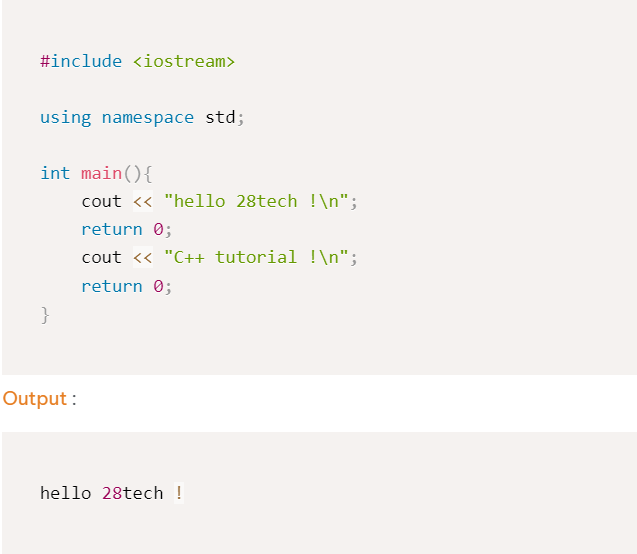 #include <iostream>
using namespace std;
int main(){
    cout << "hello 28tech !\n";
    return 0;
    cout << "C++ tutorial !\n";
    return 0;
}
Output :
hello 28tech !